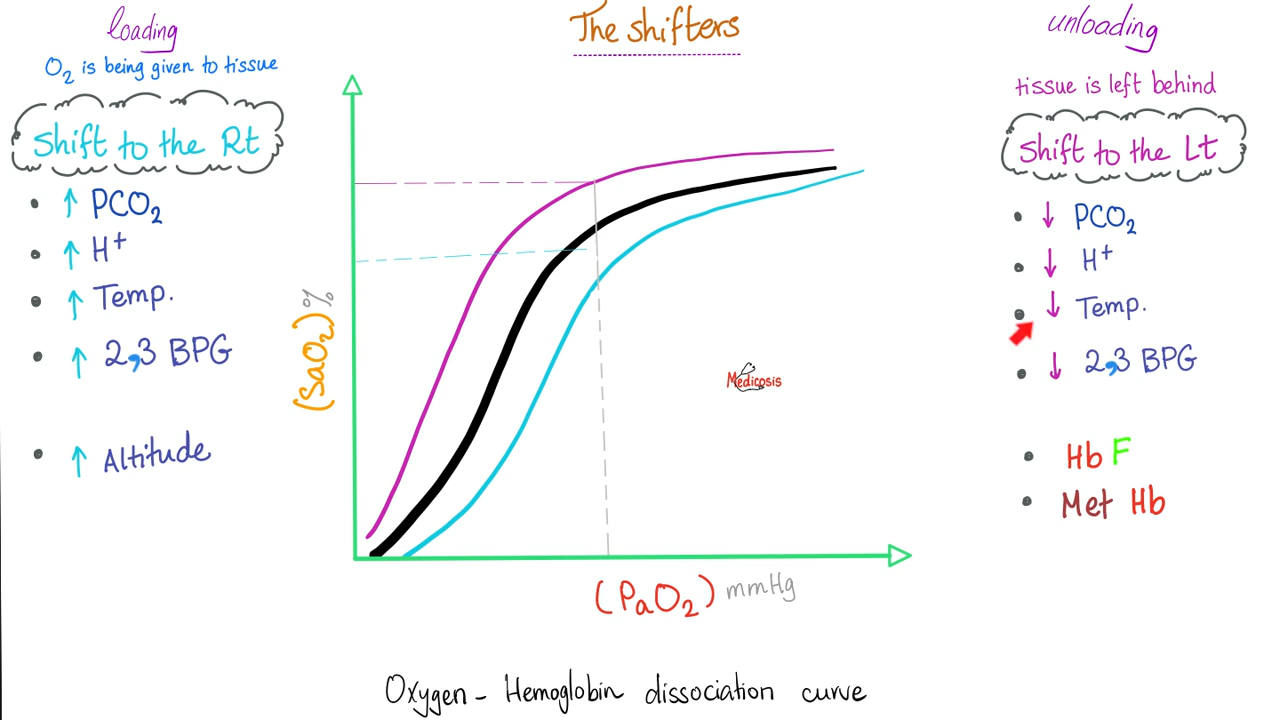 The shifters
loading
O2 is being given to tissue
Shift to the Rt
↑ PCO2
↑ H+
↑ Temp.
↑ 2,3 BPG
↑ Altitude
(SaO2) %
Medicosis
(PaO2) mmHg
unloading
tissue is left behind
Shift to the Lt
↓ PCO2
↓ H+
↓ Temp.
↓ 2,3 BPG
Hb F
Met Hb
Oxygen - Hemoglobin dissociation curve